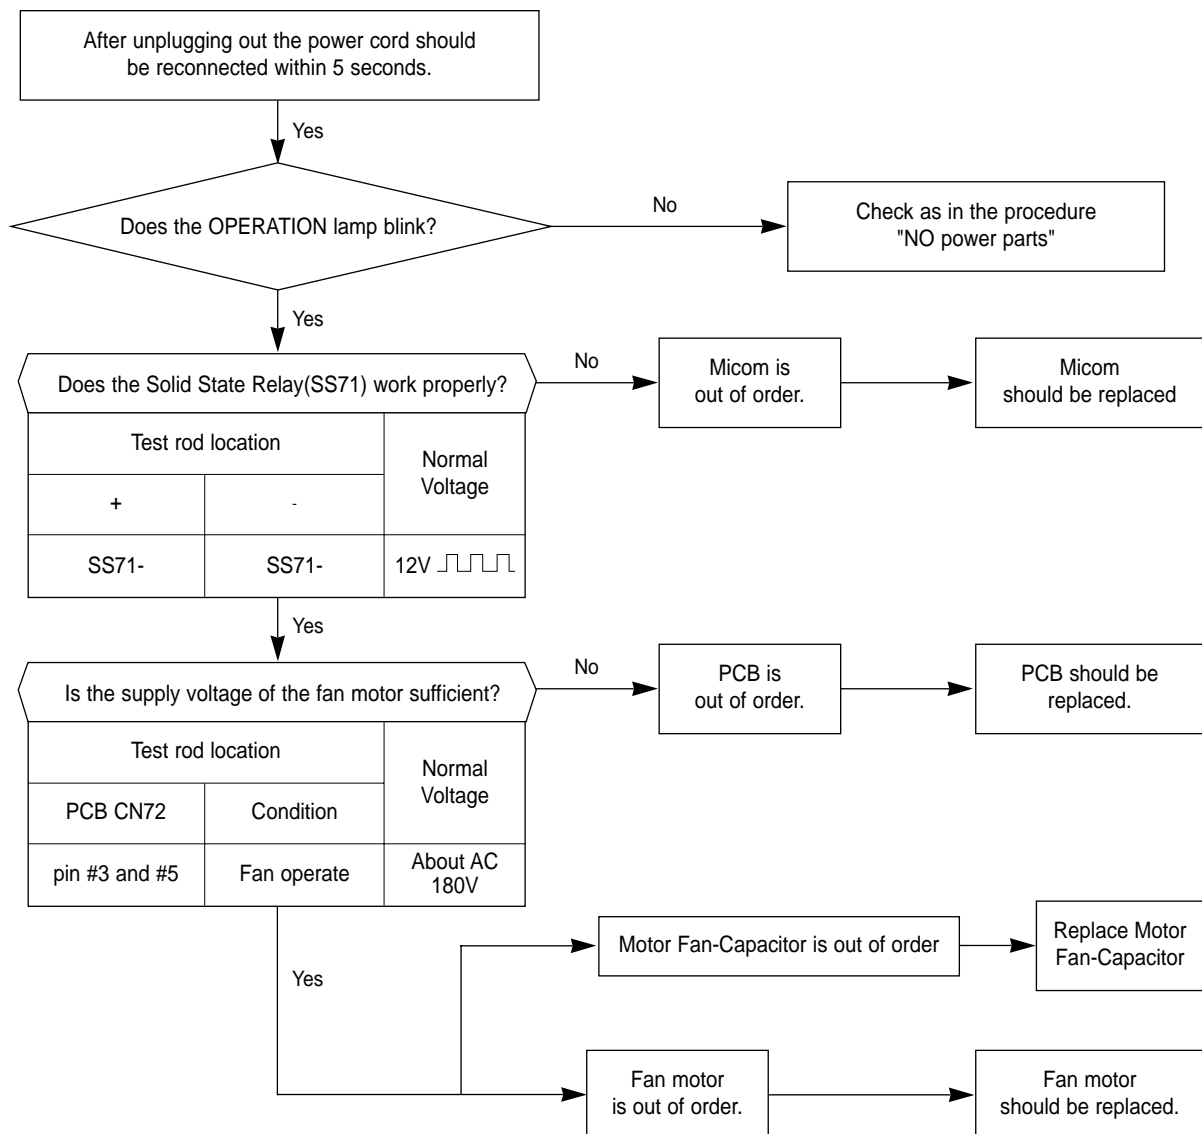 After unplugging out the power cord should
be reconnected within 5 seconds.
Yes
Does the OPERATION lamp blink?
No
Check as in the procedure
"NO power parts"
Yes
Does the Solid State Relay(SS71) work properly?
No
Micom is
out of order.
Micom
should be replaced
Test rod location
Normal
Voltage
+
-
SS71-
SS71-
12V
Yes
Is the supply voltage of the fan motor sufficient?
No
PCB is
out of order.
PCB should be
replaced.
Test rod location
Normal
Voltage
PCB CN72
Condition
pin #3 and #5
Fan operate
About AC
180V
Yes
Motor Fan-Capacitor is out of order
Replace Motor
Fan-Capacitor
Fan motor
is out of order.
Fan motor
should be replaced.